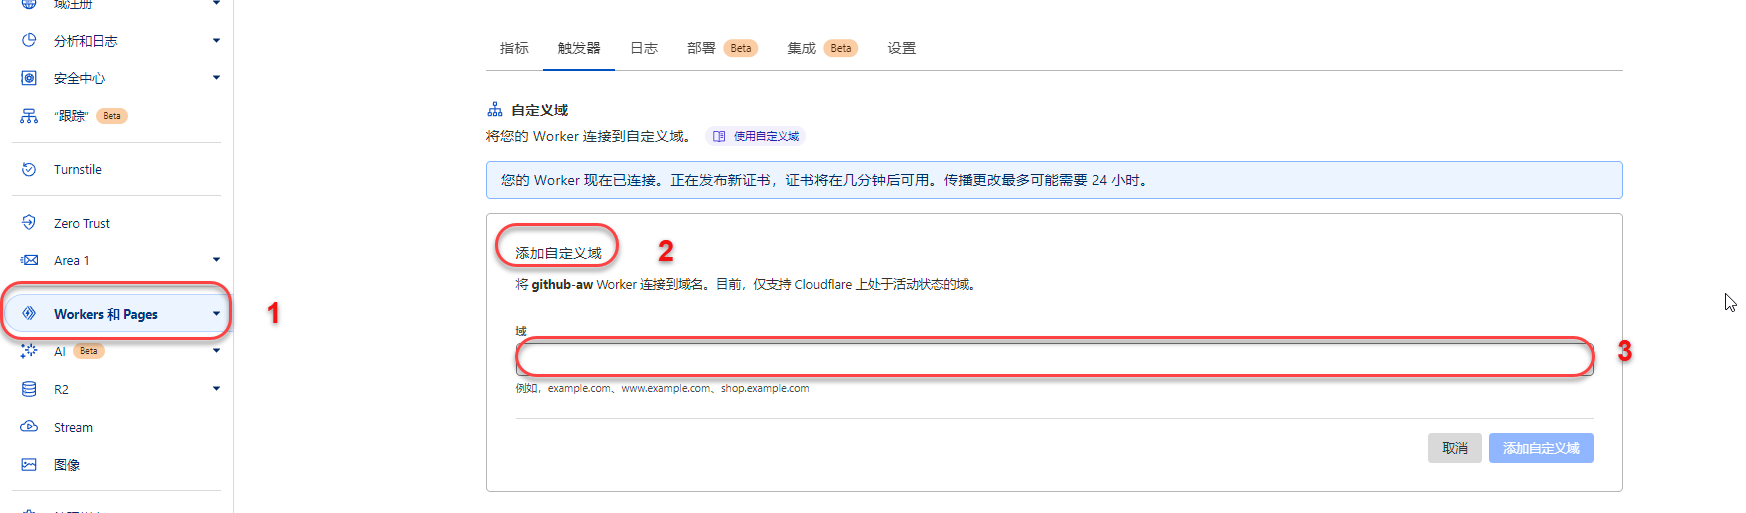 域注册
分析和日志
安全中心
“跟踪” Beta
Turnstile
Zero Trust
Area 1
Workers 和 Pages
1
AI Beta
R2
Stream
图像
指标 触发器 日志 部署 Beta 集成 Beta 设置
自定义域
将您的 Worker 连接到自定义域。 使用自定义域
您的 Worker 现在已连接。正在发布新证书，证书将在几分钟后可用。传播更改最多可能需要 24 小时。
添加自定义域
2
将 github-aw Worker 连接到域名。目前，仅支持 Cloudflare 上处于活动状态的域。
域
3
例如，example.com、www.example.com、shop.example.com
取消 添加自定义域